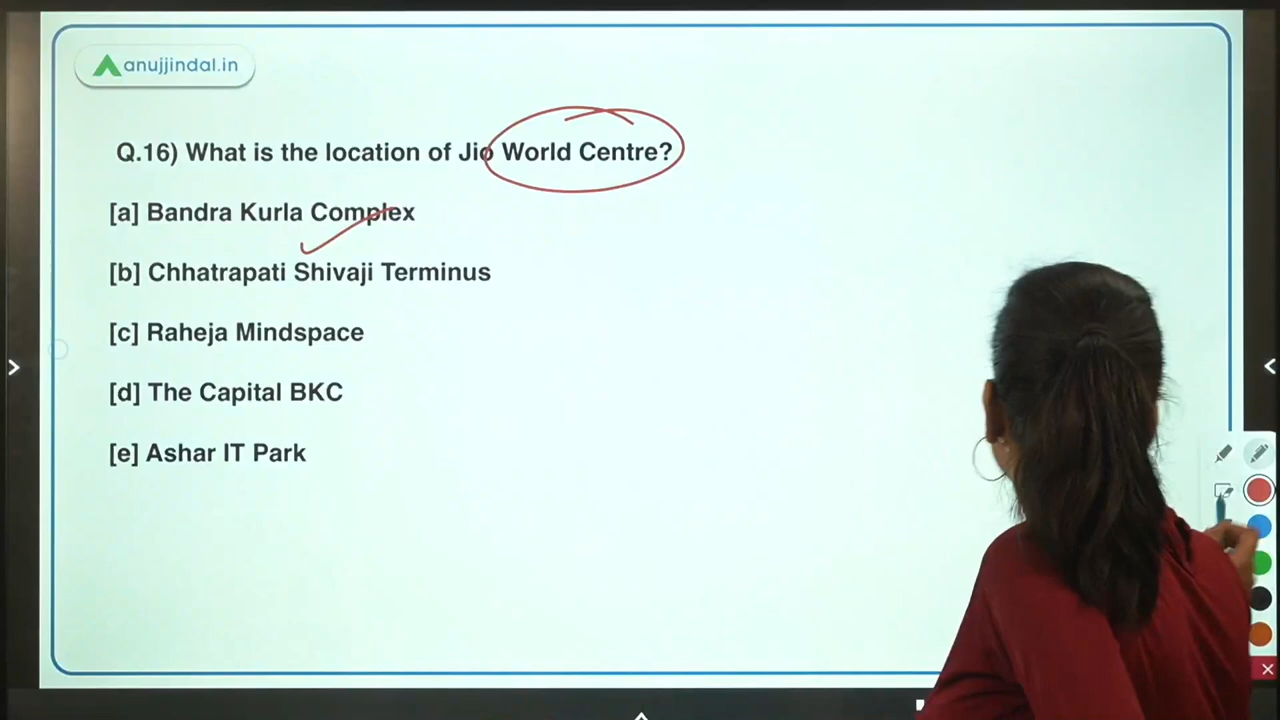 anujjindal.in
Q.16) What is the location of Jio World Centre?
[a] Bandra Kurla Complex
[b] Chhatrapati Shivaji Terminus
[c] Raheja Mindspace
[d] The Capital BKC
[e] Ashar IT Park